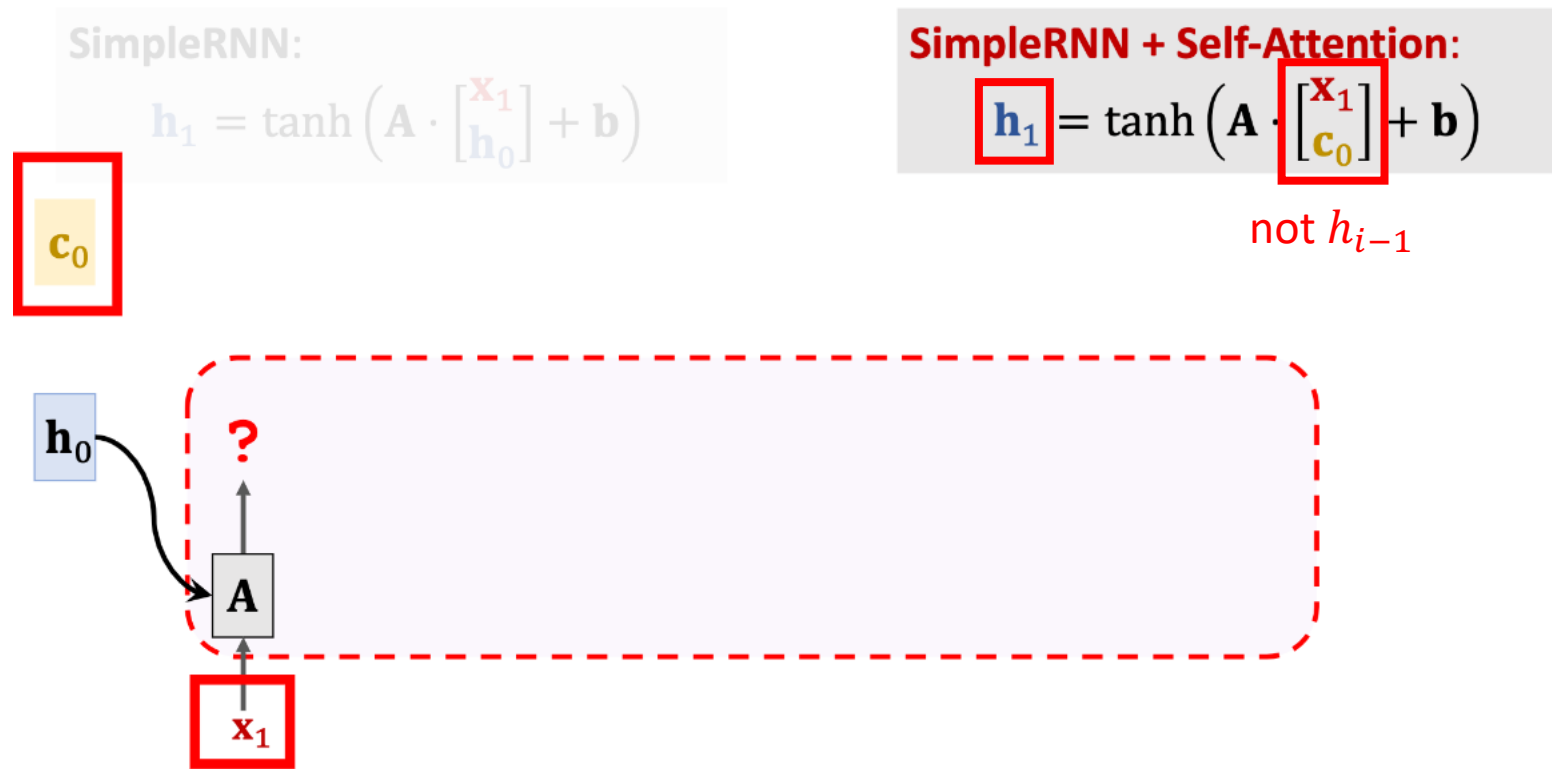 SimpleRNN:
h₁ = tanh (A · [x₁ h₀] + b)
SimpleRNN + Self-Attention:
h₁ = tanh (A · [x₁ c₀] + b)
not hᵢ₋₁
c₀
h₀
?
A
x₁